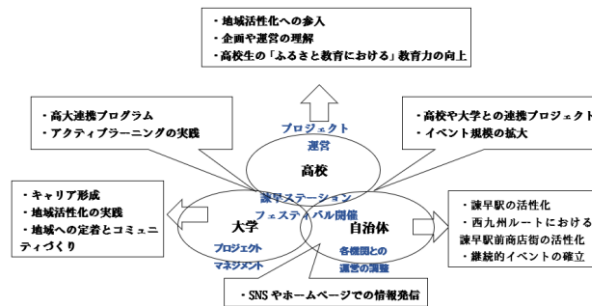 ・地域活性化への参入
・企画や運営の理解
・高校生の「ふるさと教育における」教育力の向上
・高大連携プログラム
・アクティブラーニングの実践
・高校や大学との連携プロジェクト
・イベント規模の拡大
プロジェクト
運営
高校
諫早ステーション
フェスティバル開催
・キャリア形成
・地域活性化の実践
・地域への定着とコミュニ
ティづくり
大学
プロジェクト
マネジメント
自治体
各機関との
運営の調整
・諫早駅の活性化
・西九州ルートにおける
諫早駅前商店街の活性化
・継続的イベントの確立
・SNSやホームページでの情報発信